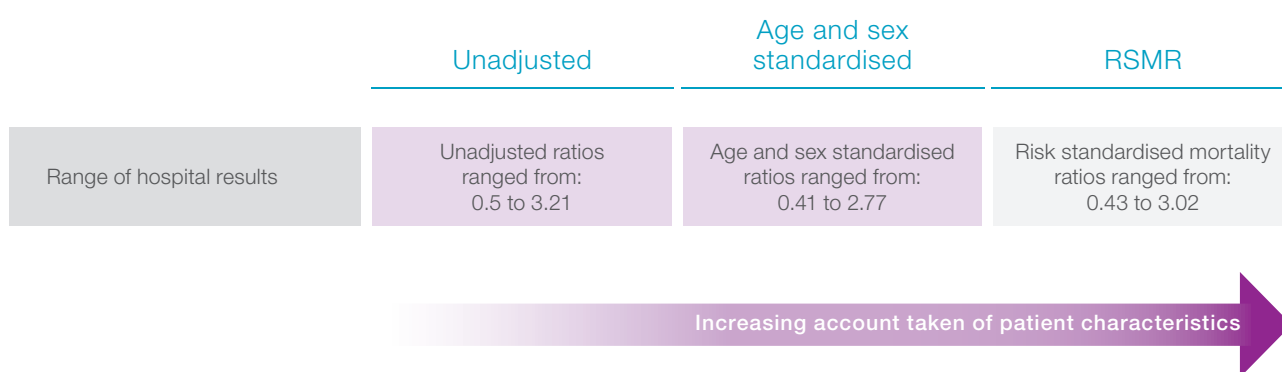 Unadjusted
Age and sex
standardised
RSMR
Range of hospital results
Unadjusted ratios
ranged from:
0.5 to 3.21
Age and sex standardised
ratios ranged from:
0.41 to 2.77
Risk standardised mortality
ratios ranged from:
0.43 to 3.02
Increasing account taken of patient characteristics